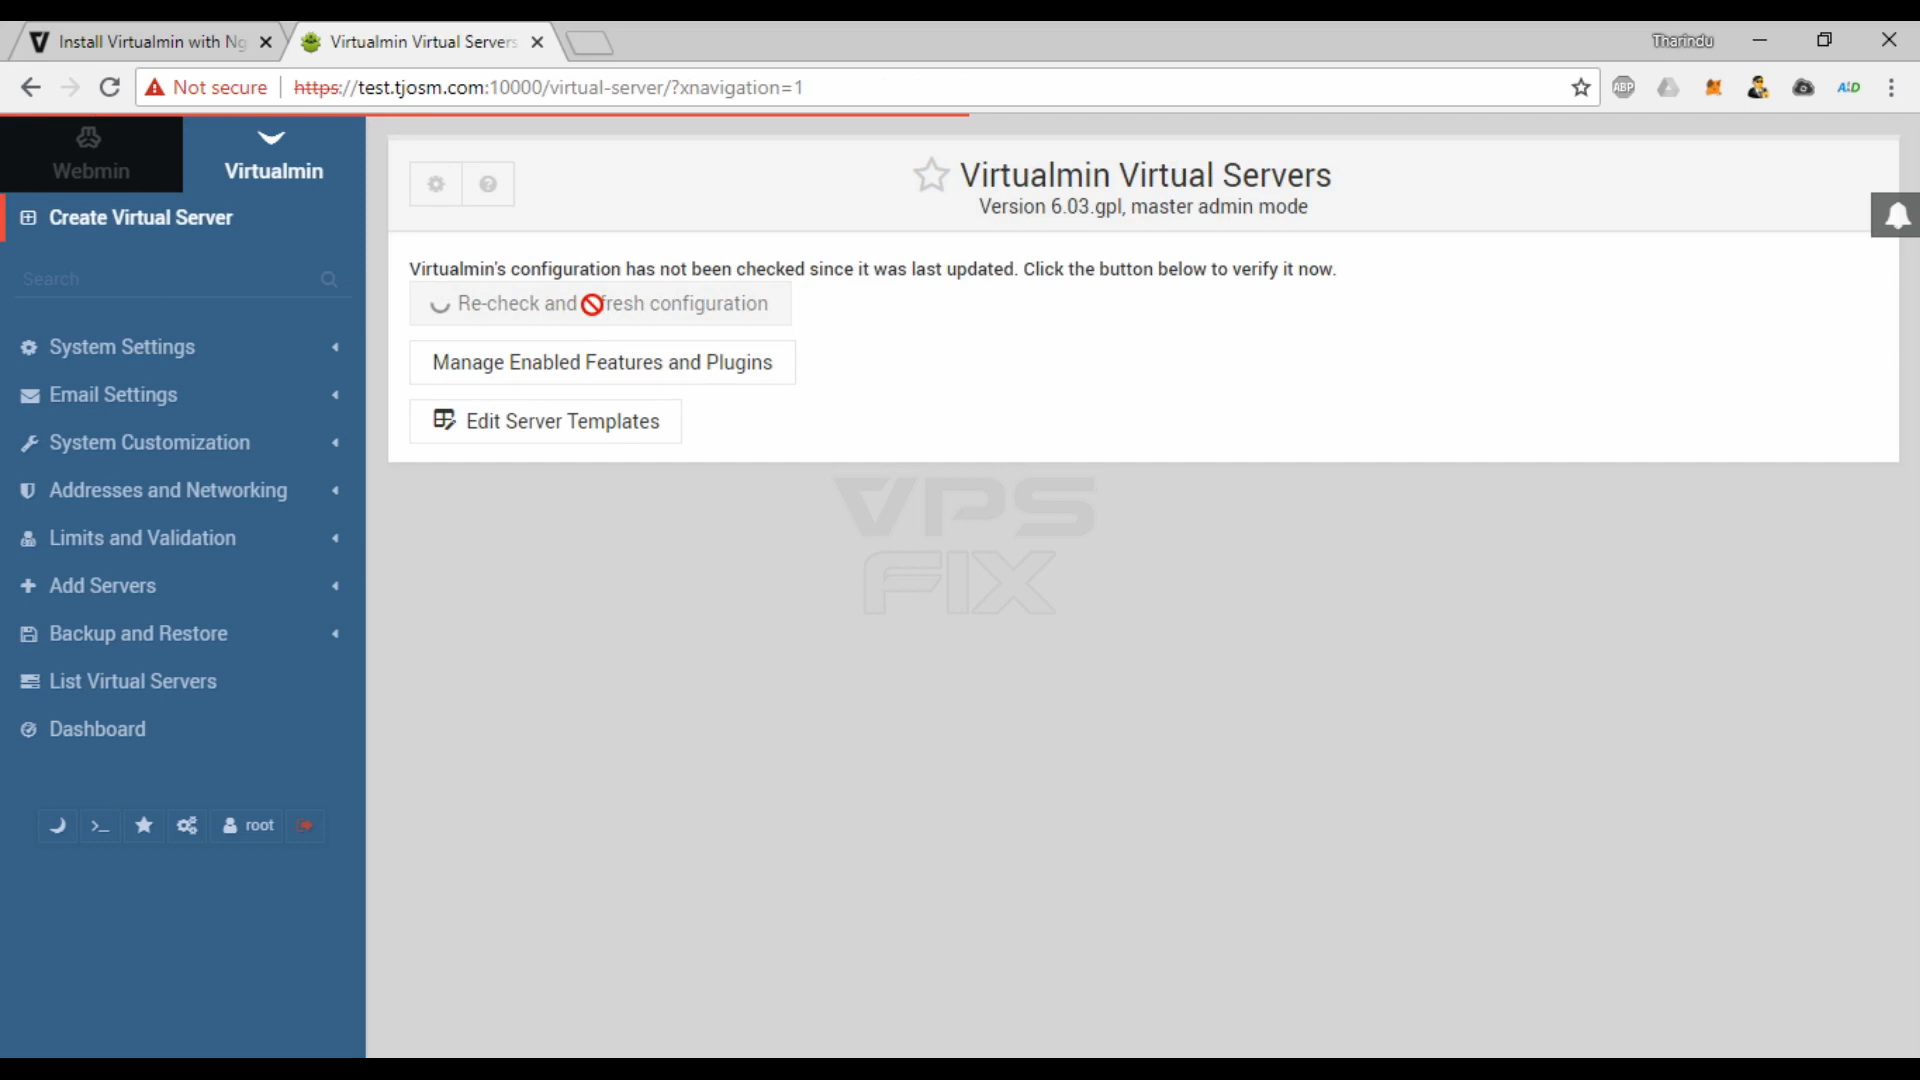 Install Virtualmin with Ng
Virtualmin Virtual Servers
Tharindu
Not secure
https://test.tjosm.com:10000/virtual-server/?xnavigation=1
ABP
A!D
Webmin
Virtualmin
Create Virtual Server
Search
System Settings
Email Settings
System Customization
Addresses and Networking
Limits and Validation
Add Servers
Backup and Restore
List Virtual Servers
Dashboard
root
Virtualmin Virtual Servers
Version 6.03.gpl, master admin mode
Virtualmin's configuration has not been checked since it was last updated. Click the button below to verify it now.
Re-check and refresh configuration
Manage Enabled Features and Plugins
Edit Server Templates
VPS
FIX